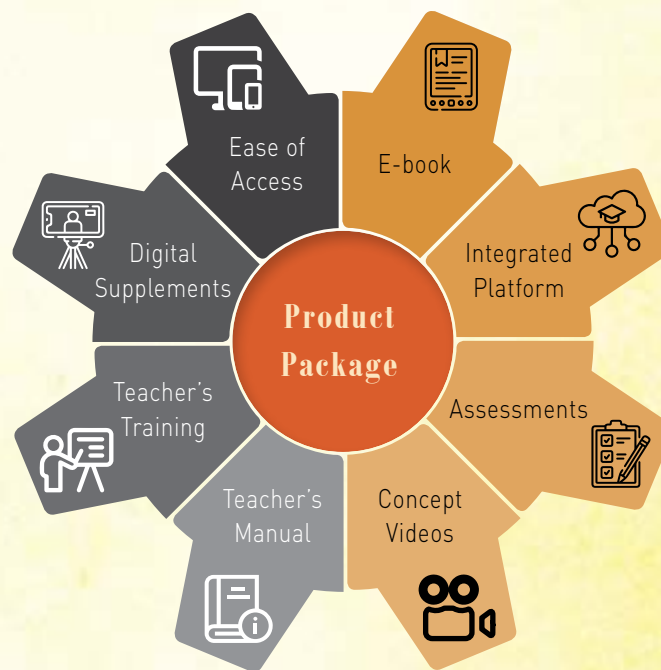 Product
Package
E-book
Integrated
Platform
Assessments
Concept
Videos
Teacher's
Manual
Teacher's
Training
Digital
Supplements
Ease of
Access